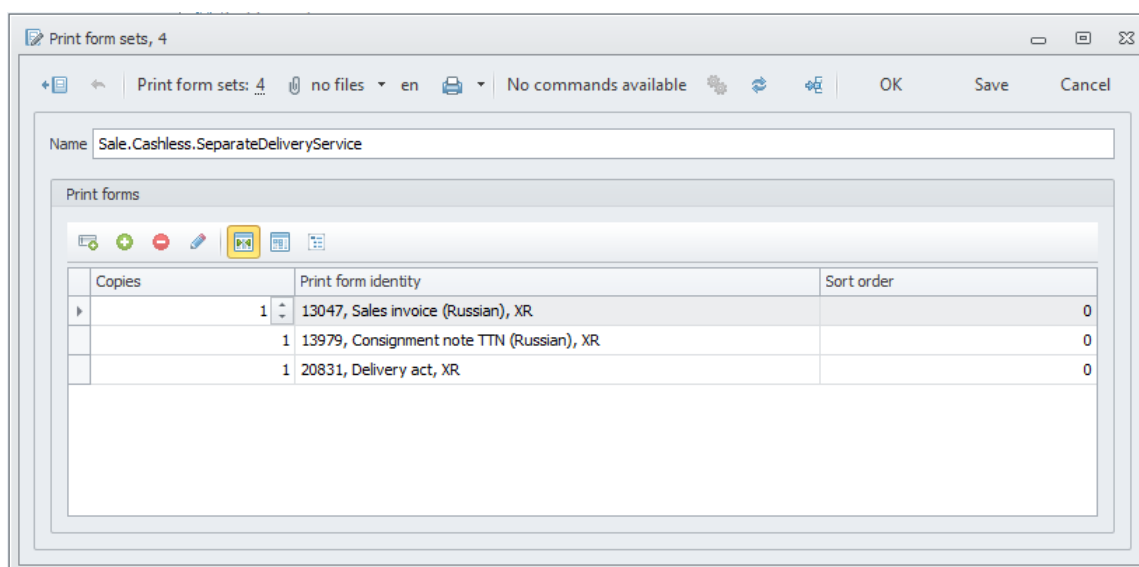 Print form sets, 4
Print form sets: 4 no files en No commands available OK Save Cancel
Name Sale.Cashless.SeparateDeliveryService
Print forms
Copies Print form identity Sort order
1 13047, Sales invoice (Russian), XR 0
1 13979, Consignment note TTN (Russian), XR 0
1 20831, Delivery act, XR 0